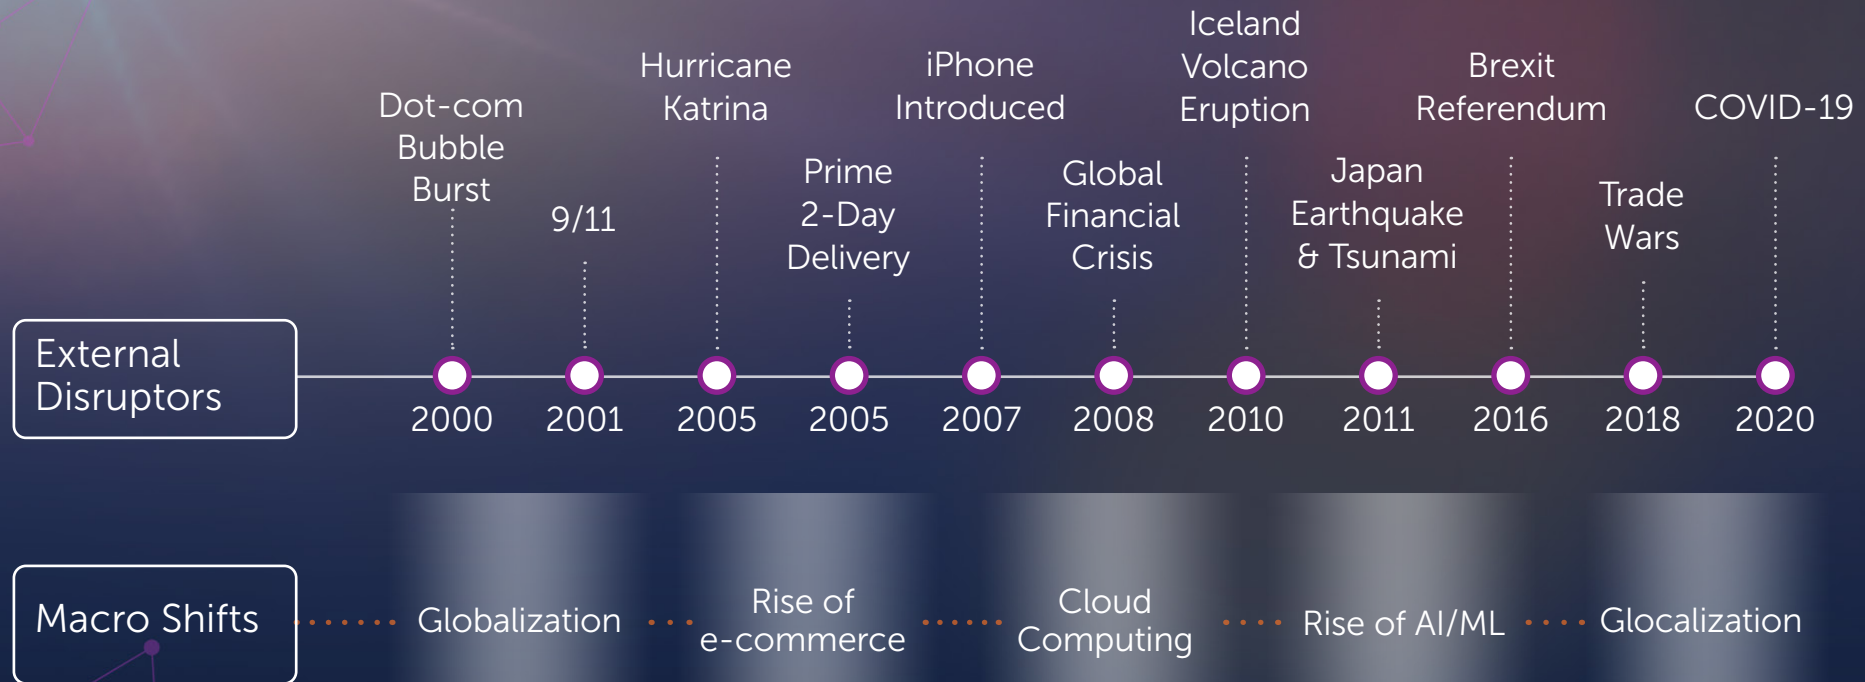 External
Disruptors
Dot-com
Bubble
Burst
2000
9/11
2001
Hurricane
Katrina
2005
Prime
2-Day
Delivery
2005
iPhone
Introduced
2007
Global
Financial
Crisis
2008
Iceland
Volcano
Eruption
2010
Japan
Earthquake
& Tsunami
2011
Brexit
Referendum
2016
Trade
Wars
2018
COVID-19
2020
Macro Shifts
Globalization
Rise of
e-commerce
Cloud
Computing
Rise of AI/ML
Glocalization